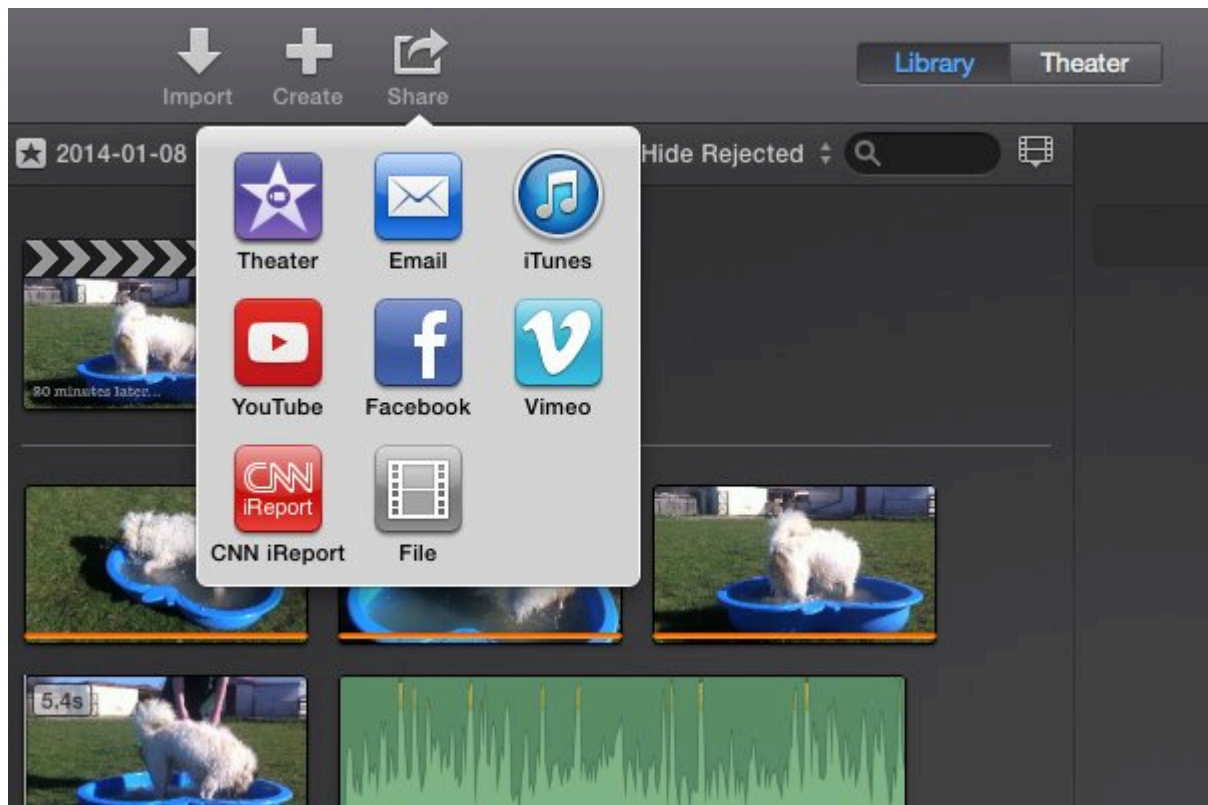 Import Create Share
Library Theater
2014-01-08
Hide Rejected
Theater Email iTunes
YouTube Facebook Vimeo
20 minutes later...
CNN
iReport
CNN iReport File
5.4s